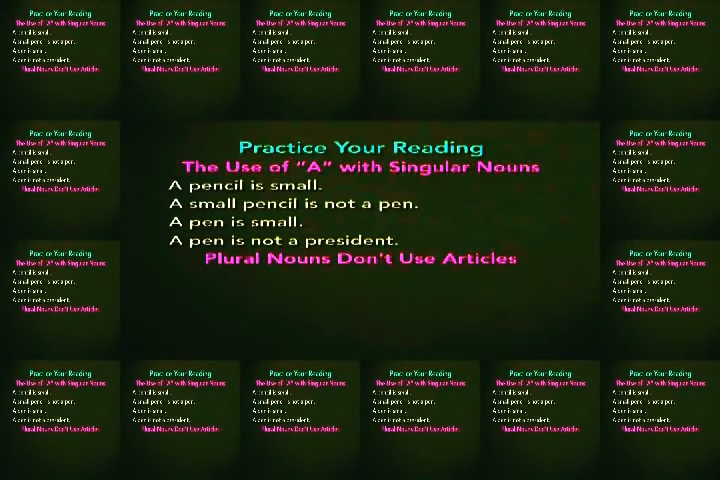 Practice Your Reading
The Use of "A" with Singular Nouns
A pencil is small.
A small pencil is not a pen.
A pen is small.
A pen is not a president.
Plural Nouns Don't Use Articles